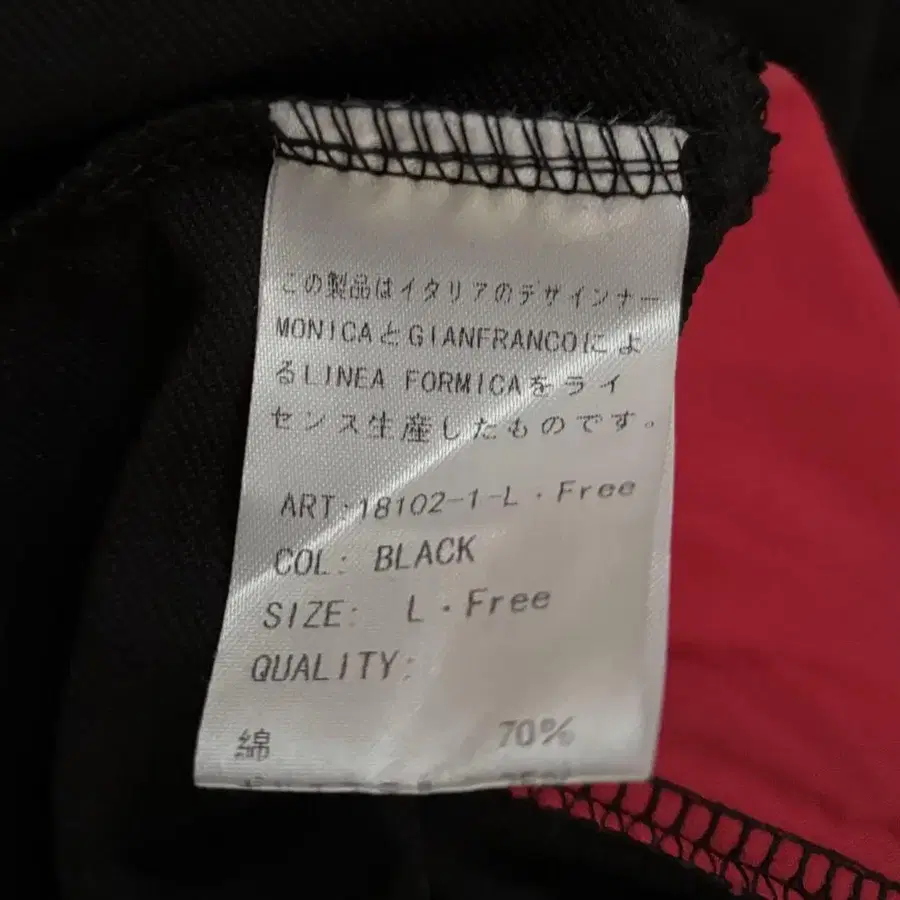 この製品はイタリアのデザインナー
MONICAとGIANFRANCOによ
るLINEA FORMICAをライ
センス生産したものです。
ART・18102-1-L・Free
COL: BLACK
SIZE: L・Free
QUALITY:
綿 70%